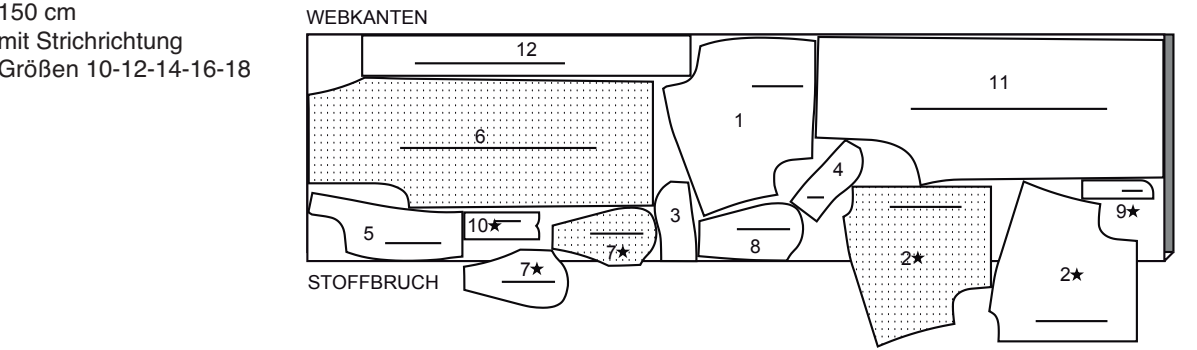 150 cm
mit Strichrichtung
Größen 10-12-14-16-18
WEBKANTEN
12
11
1
6
4
3
9★
10★
5
8
7★
2★
7★
2★
STOFFBRUCH